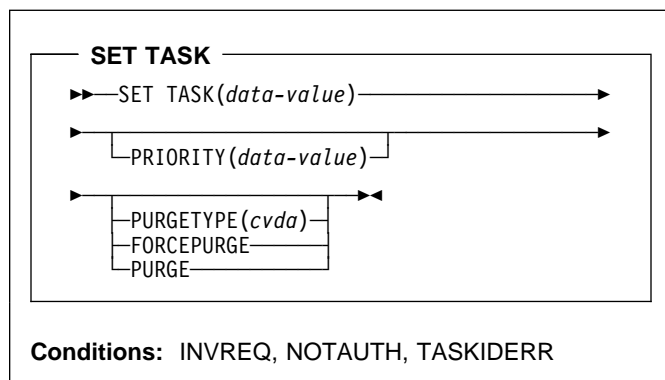 SET TASK
SET TASK(data-value)
PRIORITY(data-value)
PURGETYPE(cvda)
FORCEPURGE
PURGE
Conditions: INVREQ, NOTAUTH, TASKIDERR